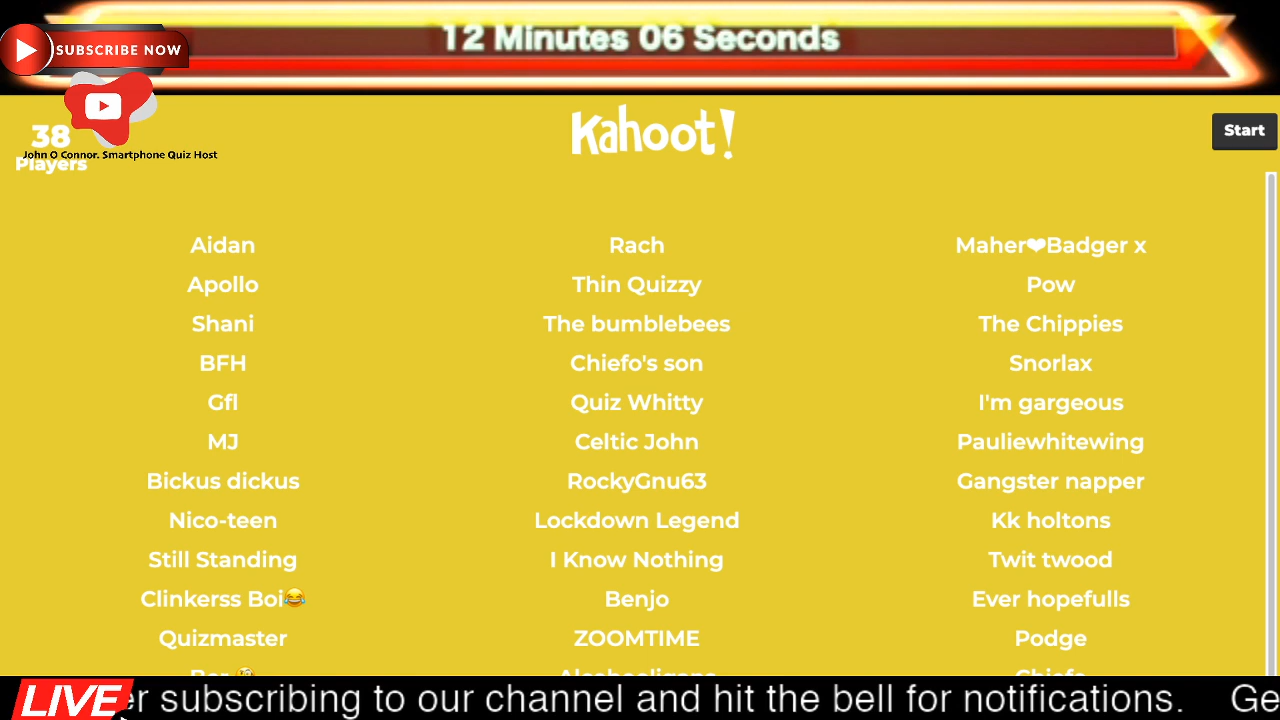 12 Minutes 06 Seconds
SUBSCRIBE NOW
38
Players
John O Connor. Smartphone Quiz Host
Kahoot!
Start
Aidan Rach Maher❤Badger x
Apollo Thin Quizzy Pow
Shani The bumblebees The Chippies
BFH Chiefo's son Snorlax
Gfl Quiz Whitty I'm gargeous
MJ Celtic John Pauliewhitewing
Bickus dickus RockyGnu63 Gangster napper
Nico-teen Lockdown Legend Kk holtons
Still Standing I Know Nothing Twit twood
Clinkerss Boi😂 Benjo Ever hopefulls
Quizmaster ZOOMTIME Podge
LIVE
er subscribing to our channel and hit the bell for notifications. Ge